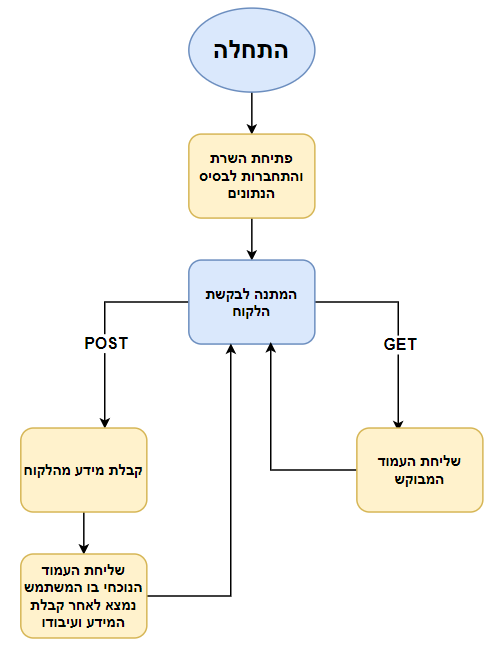 התחלה
פתיחת השרת
והתחברות לבסיס
הנתונים
המתנה לבקשת
הלקוח
POST
GET
קבלת מידע מהלקוח
שליחת העמוד
המבוקש
שליחת העמוד
הנוכחי בו המשתמש
נמצא לאחר קבלת
המידע ועיבודו